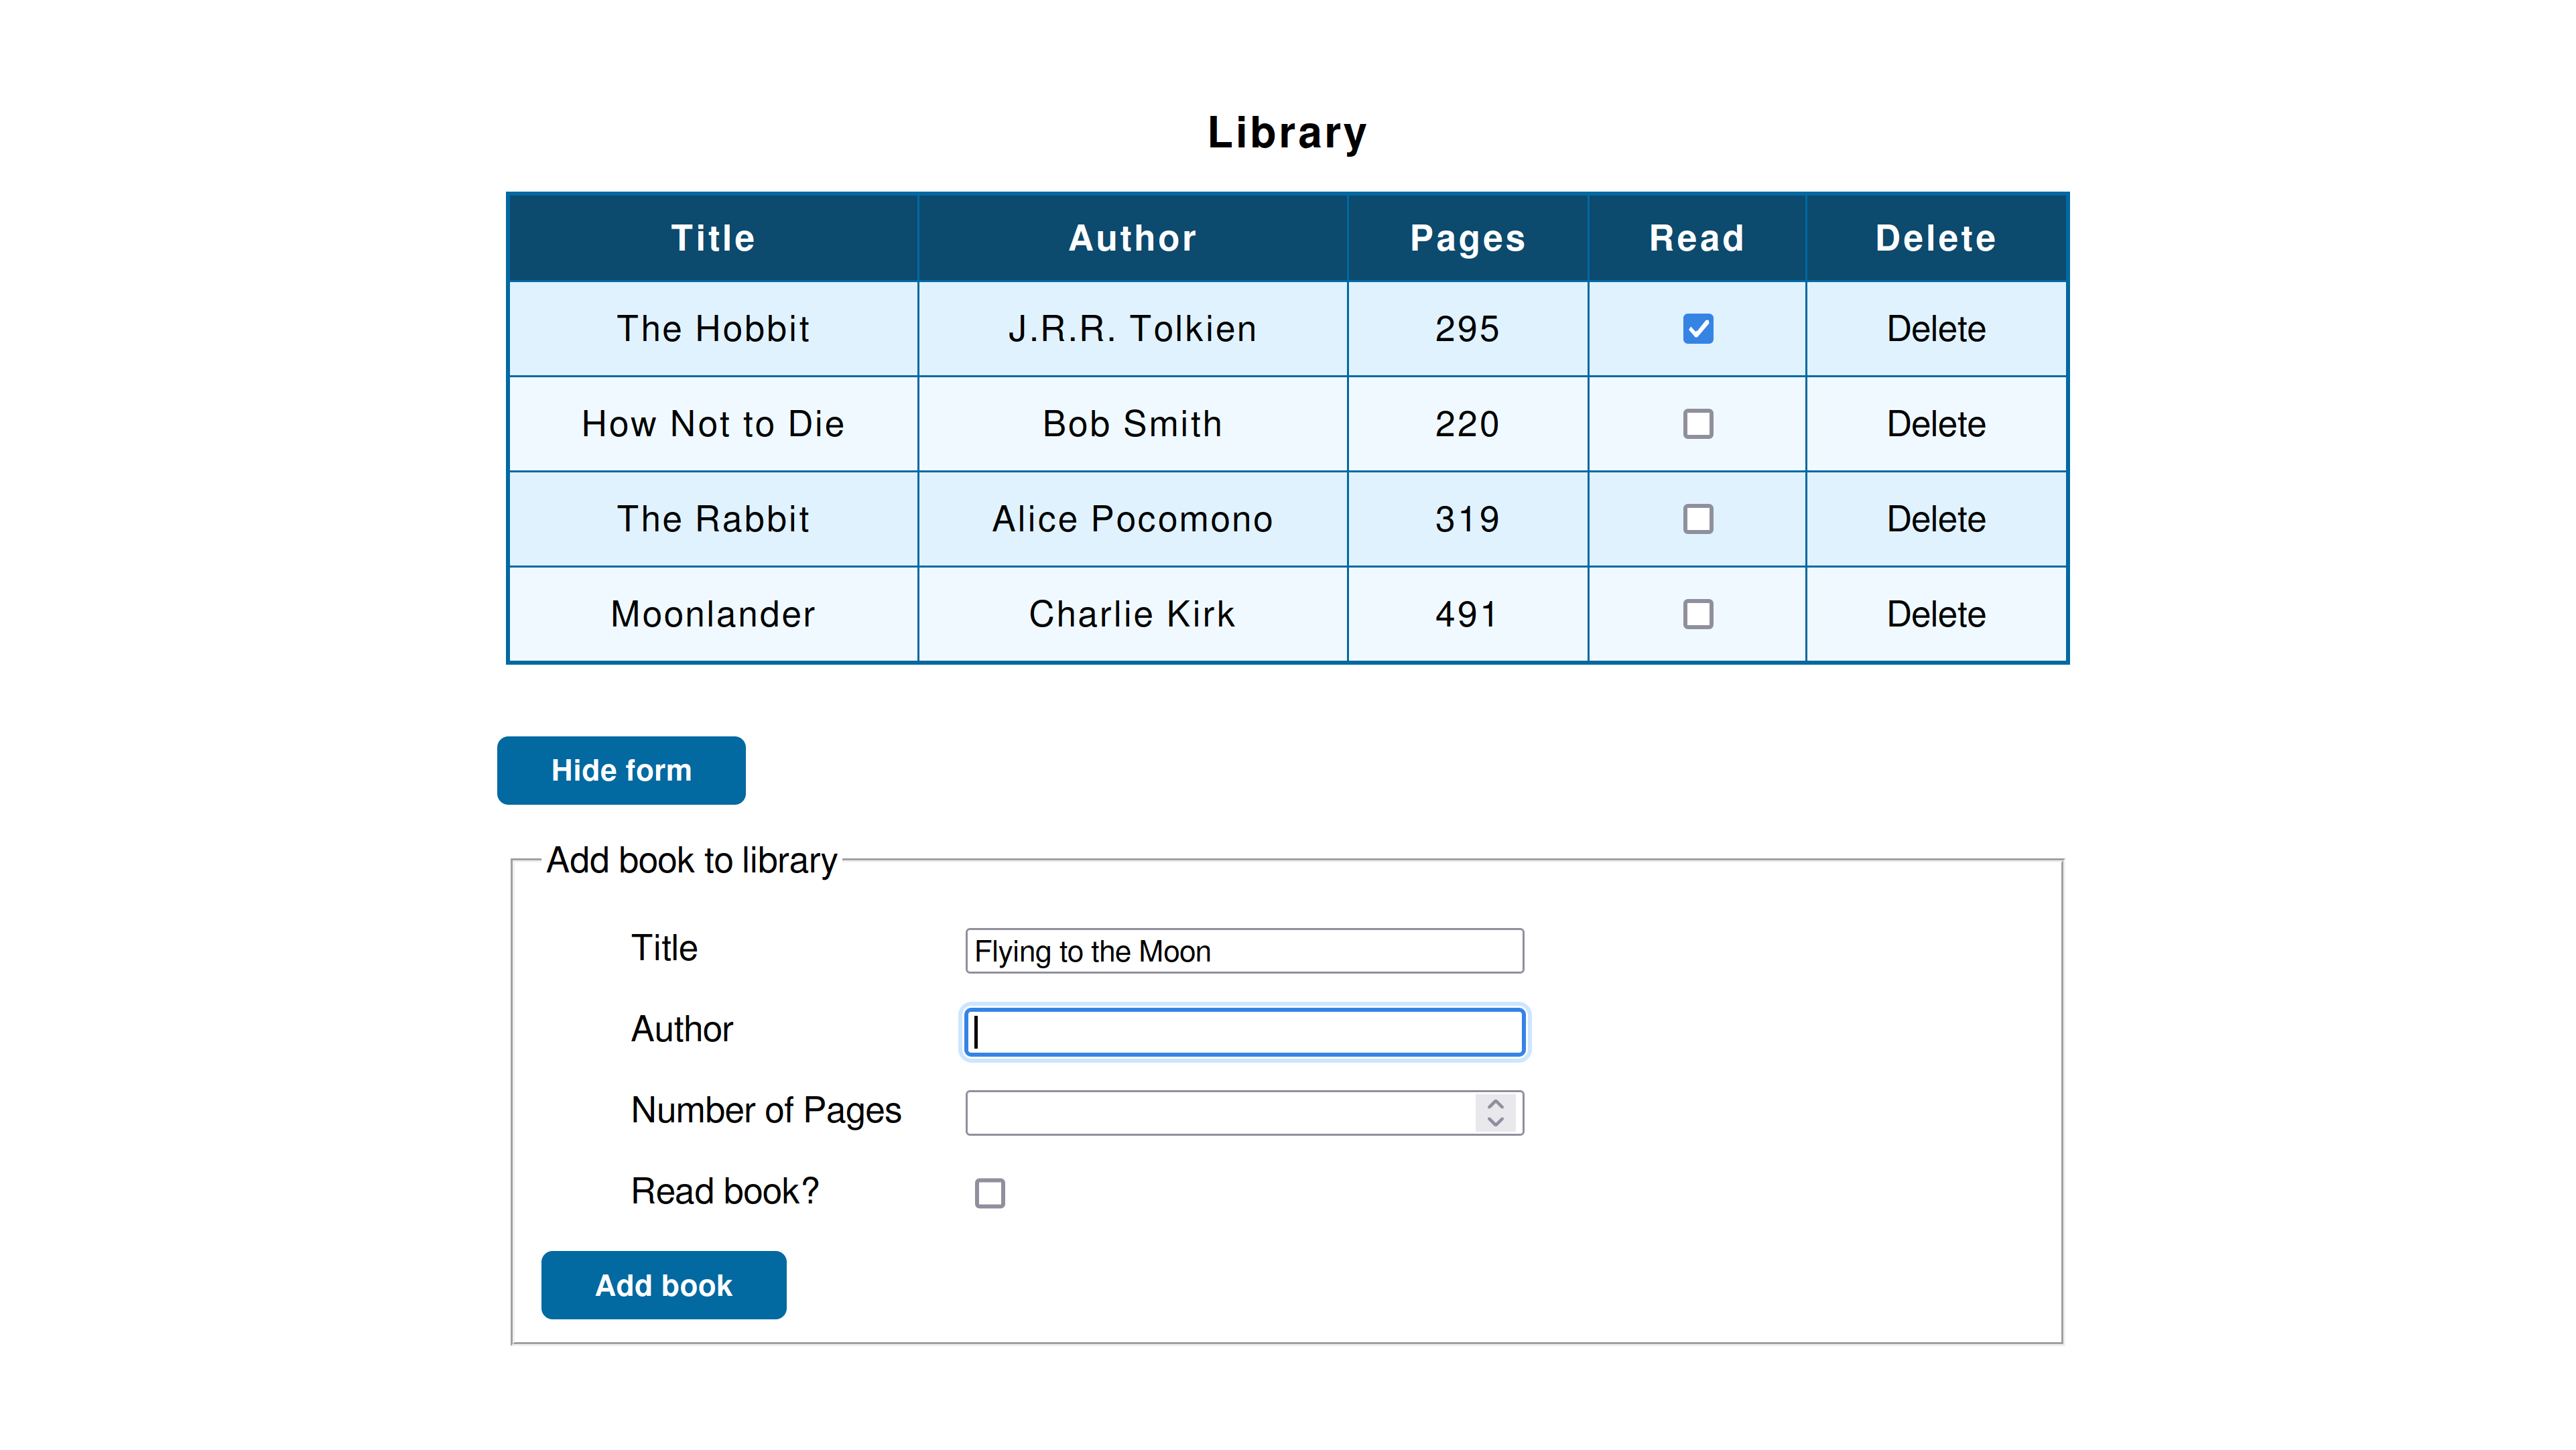 Library
Title Author Pages Read Delete
The Hobbit J.R.R. Tolkien 295 Delete
How Not to Die Bob Smith 220 Delete
The Rabbit Alice Pocomono 319 Delete
Moonlander Charlie Kirk 491 Delete
Hide form
Add book to library
Title Flying to the Moon
Author
Number of Pages
Read book?
Add book